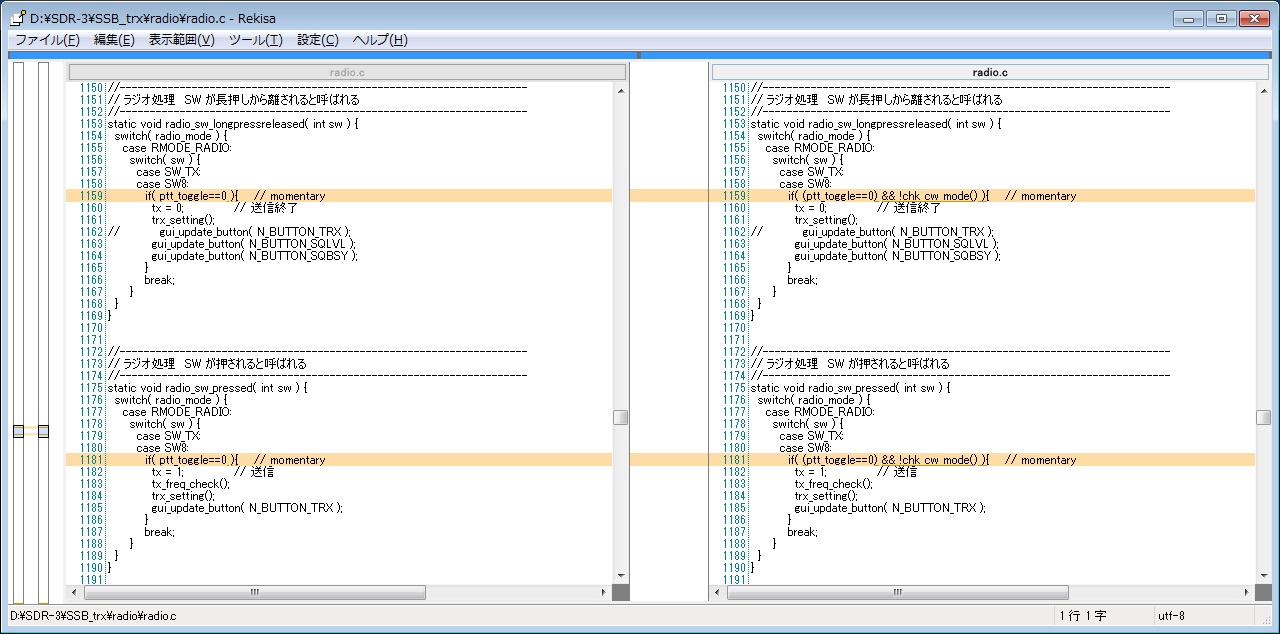 D:¥SDR-3¥SSB_trx¥radio¥radio.c - Rekisa
ファイル(F) 編集(E) 表示範囲(V) ツール(T) 設定(C) ヘルプ(H)
radio.c
1150 //--------------------------------------------------------------------
1151 // ラジオ処理　SW が長押しから離されると呼ばれる
1152 //--------------------------------------------------------------------
1153 static void radio_sw_longpressreleased( int sw ) {
1154 switch( radio_mode ) {
1155 case RMODE_RADIO:
1156 switch( sw ) {
1157 case SW_TX:
1158 case SW8:
1159 if( ptt_toggle==0 ){ // momentary
1160 tx = 0; // 送信終了
1161 trx_setting();
1162 // gui_update_button( N_BUTTON_TRX );
1163 gui_update_button( N_BUTTON_SQLVL );
1164 gui_update_button( N_BUTTON_SQBSY );
1165 }
1166 break;
1167 }
1168 }
1169 }
1170
1171
1172 //--------------------------------------------------------------------
1173 // ラジオ処理　SW が押されると呼ばれる
1174 //--------------------------------------------------------------------
1175 static void radio_sw_pressed( int sw ) {
1176 switch( radio_mode ) {
1177 case RMODE_RADIO:
1178 switch( sw ) {
1179 case SW_TX:
1180 case SW8:
1181 if( ptt_toggle==0 ){ // momentary
1182 tx = 1; // 送信
1183 tx_freq_check();
1184 trx_setting();
1185 gui_update_button( N_BUTTON_TRX );
1186 }
1187 break;
1188 }
1189 }
1190 }
1191
radio.c
1150 //--------------------------------------------------------------------
1151 // ラジオ処理　SW が長押しから離されると呼ばれる
1152 //--------------------------------------------------------------------
1153 static void radio_sw_longpressreleased( int sw ) {
1154 switch( radio_mode ) {
1155 case RMODE_RADIO:
1156 switch( sw ) {
1157 case SW_TX:
1158 case SW8:
1159 if( (ptt_toggle==0) && !chk_cw_mode() ){ // momentary
1160 tx = 0; // 送信終了
1161 trx_setting();
1162 // gui_update_button( N_BUTTON_TRX );
1163 gui_update_button( N_BUTTON_SQLVL );
1164 gui_update_button( N_BUTTON_SQBSY );
1165 }
1166 break;
1167 }
1168 }
1169 }
1170
1171
1172 //--------------------------------------------------------------------
1173 // ラジオ処理　SW が押されると呼ばれる
1174 //--------------------------------------------------------------------
1175 static void radio_sw_pressed( int sw ) {
1176 switch( radio_mode ) {
1177 case RMODE_RADIO:
1178 switch( sw ) {
1179 case SW_TX:
1180 case SW8:
1181 if( (ptt_toggle==0) && !chk_cw_mode() ){ // momentary
1182 tx = 1; // 送信
1183 tx_freq_check();
1184 trx_setting();
1185 gui_update_button( N_BUTTON_TRX );
1186 }
1187 break;
1188 }
1189 }
1190 }
1191
D:¥SDR-3¥SSB_trx¥radio¥radio.c
1 行 1 字
utf-8